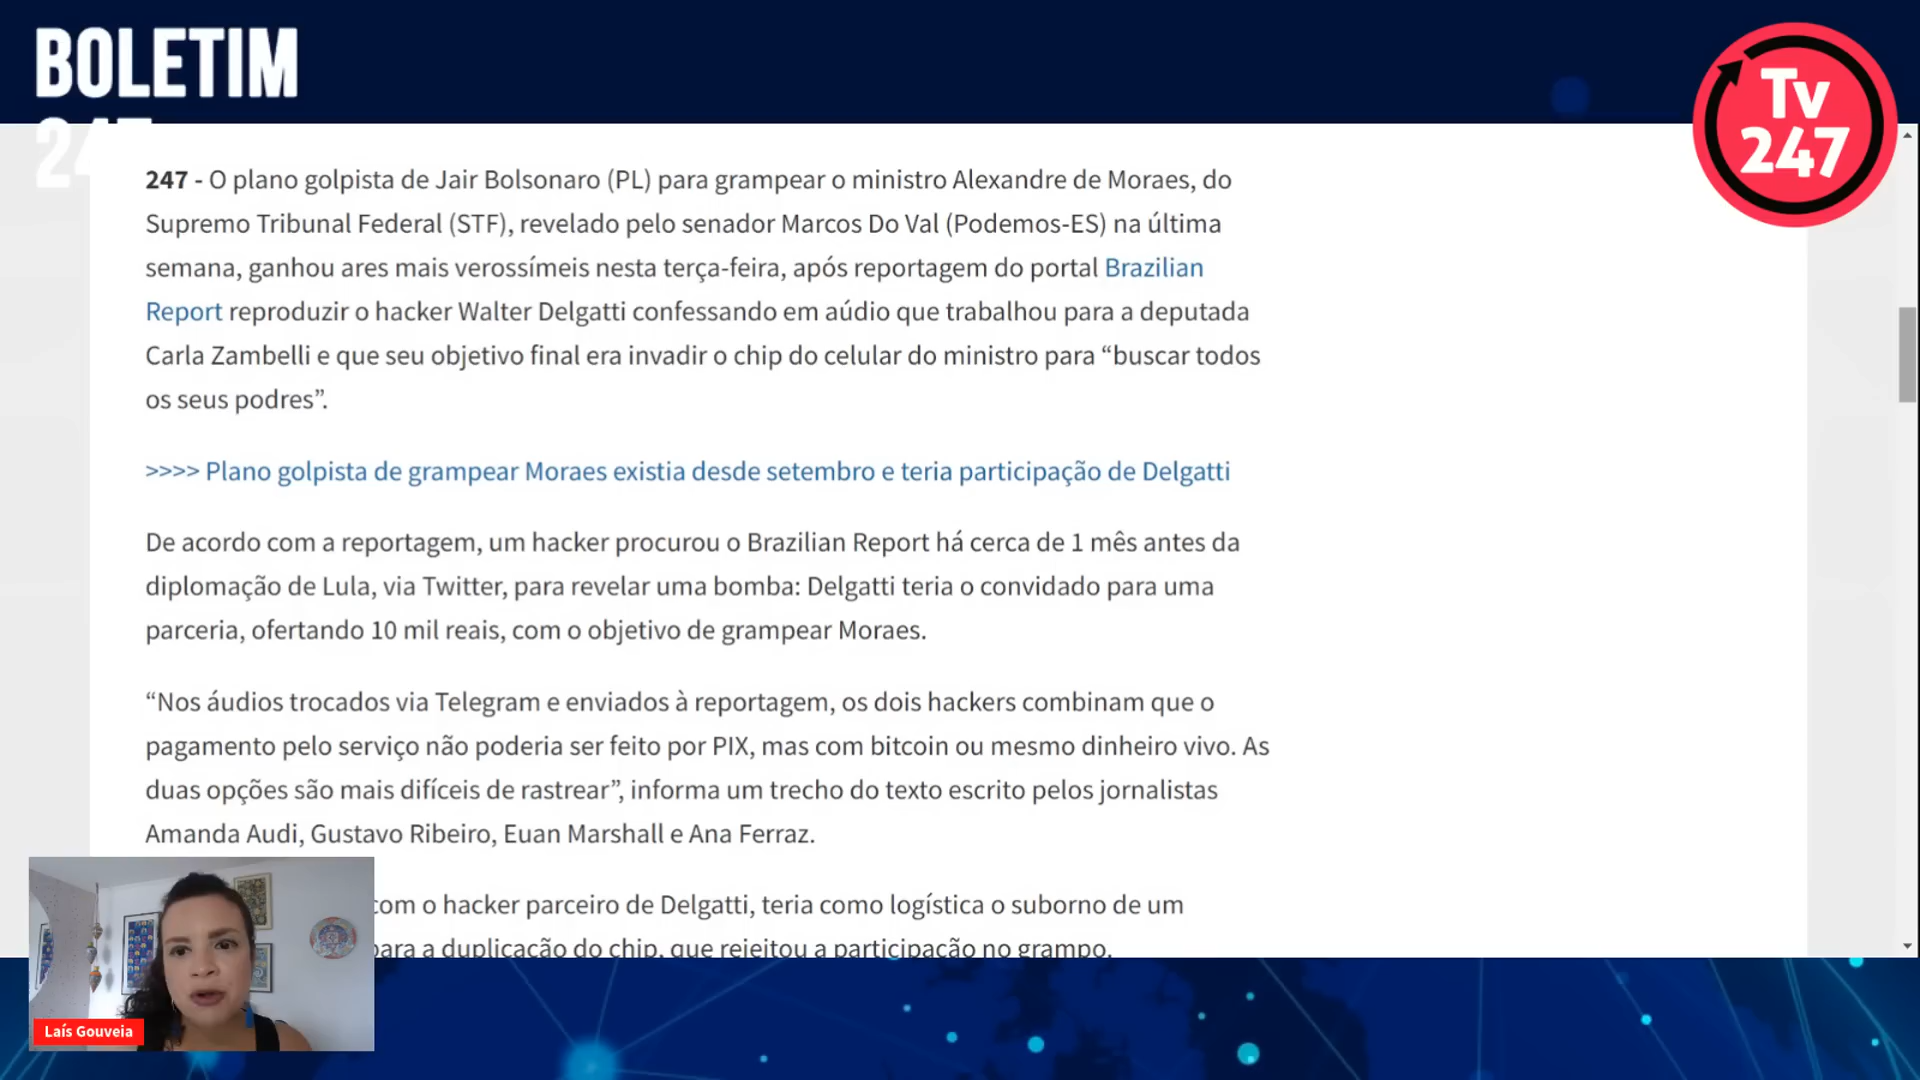 BOLETIM
247
Tv
247
247 - O plano golpista de Jair Bolsonaro (PL) para grampear o ministro Alexandre de Moraes, do
Supremo Tribunal Federal (STF), revelado pelo senador Marcos Do Val (Podemos-ES) na última
semana, ganhou ares mais verossímeis nesta terça-feira, após reportagem do portal Brazilian
Report reproduzir o hacker Walter Delgatti confessando em aúdio que trabalhou para a deputada
Carla Zambelli e que seu objetivo final era invadir o chip do celular do ministro para “buscar todos
os seus podres”.
>>>> Plano golpista de grampear Moraes existia desde setembro e teria participação de Delgatti
De acordo com a reportagem, um hacker procurou o Brazilian Report há cerca de 1 mês antes da
diplomação de Lula, via Twitter, para revelar uma bomba: Delgatti teria o convidado para uma
parceria, ofertando 10 mil reais, com o objetivo de grampear Moraes.
“Nos áudios trocados via Telegram e enviados à reportagem, os dois hackers combinam que o
pagamento pelo serviço não poderia ser feito por PIX, mas com bitcoin ou mesmo dinheiro vivo. As
duas opções são mais difíceis de rastrear”, informa um trecho do texto escrito pelos jornalistas
Amanda Audi, Gustavo Ribeiro, Euan Marshall e Ana Ferraz.
com o hacker parceiro de Delgatti, teria como logística o suborno de um
para a duplicação do chip, que rejeitou a participação no grampo.
Laís Gouveia